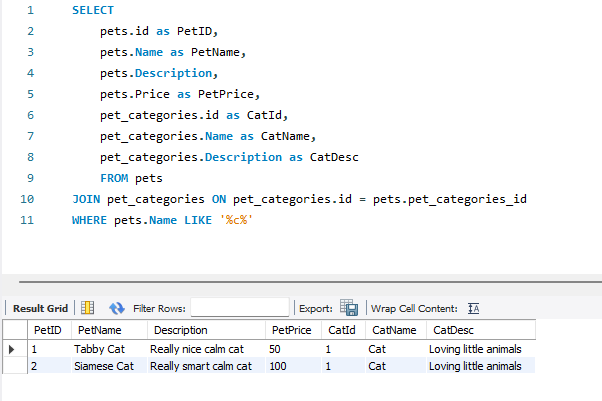 1 SELECT
2 pets.id as PetID,
3 pets.Name as PetName,
4 pets.Description,
5 pets.Price as PetPrice,
6 pet_categories.id as CatId,
7 pet_categories.Name as CatName,
8 pet_categories.Description as CatDesc
9 FROM pets
10 JOIN pet_categories ON pet_categories.id = pets.pet_categories_id
11 WHERE pets.Name LIKE '%c%'
Result Grid Filter Rows: Export: Wrap Cell Content: IA
PetID PetName Description PetPrice CatId CatName CatDesc
1 Tabby Cat Really nice calm cat 50 1 Cat Loving little animals
2 Siamese Cat Really smart calm cat 100 1 Cat Loving little animals